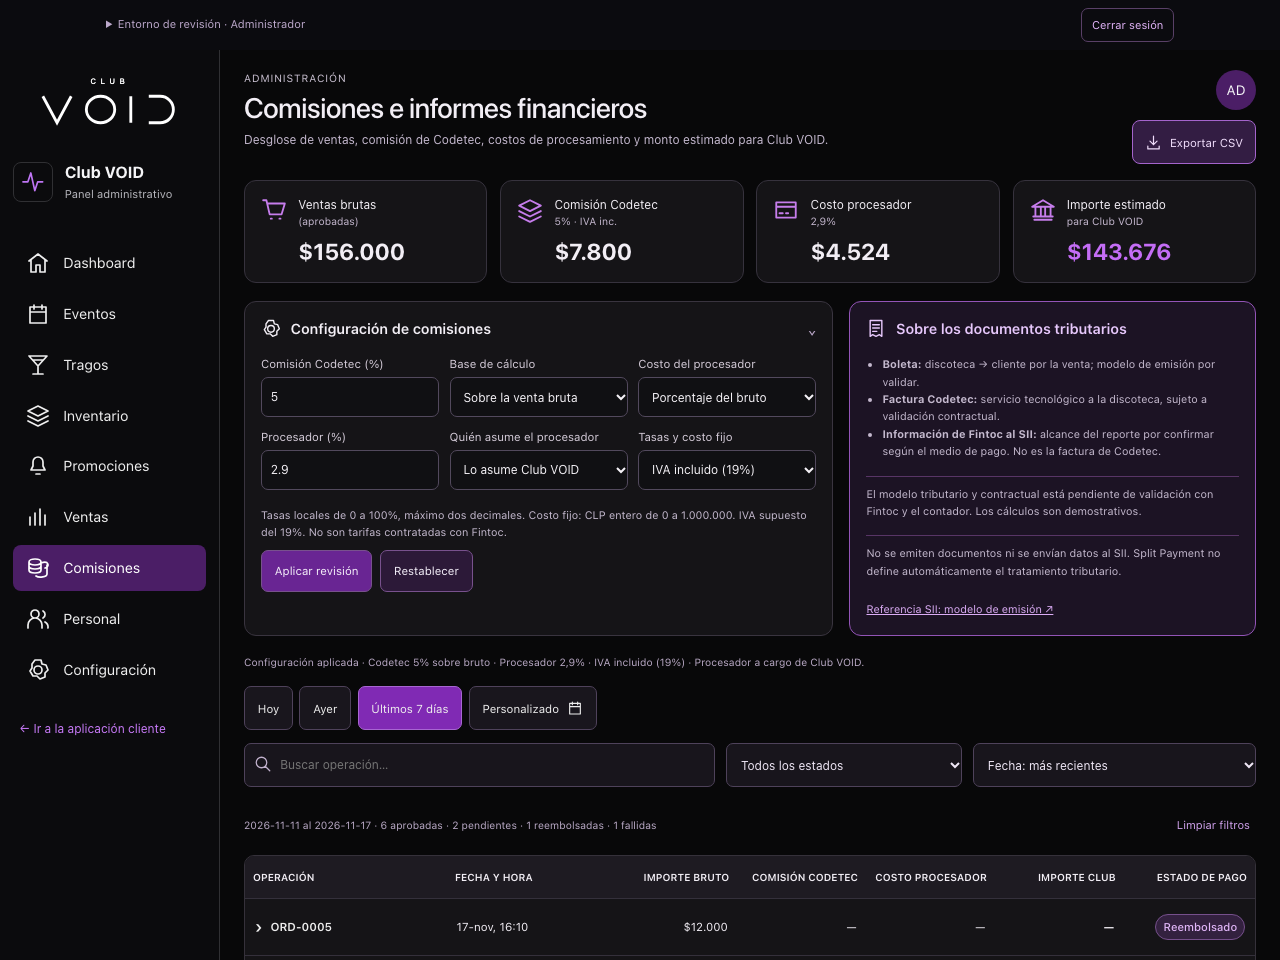 ▶ Entorno de revisión · Administrador
Cerrar sesión
CLUB
VOID
Club VOID
Panel administrativo
Dashboard
Eventos
Tragos
Inventario
Promociones
Ventas
Comisiones
Personal
Configuración
← Ir a la aplicación cliente
ADMINISTRACIÓN
Comisiones e informes financieros
Desglose de ventas, comisión de Codetec, costos de procesamiento y monto estimado para Club VOID.
AD
Exportar CSV
Ventas brutas
(aprobadas)
$156.000
Comisión Codetec
5% · IVA inc.
$7.800
Costo procesador
2,9%
$4.524
Importe estimado
para Club VOID
$143.676
Configuración de comisiones
Comisión Codetec (%)
Base de cálculo
Costo del procesador
5
Sobre la venta bruta
Porcentaje del bruto
Procesador (%)
Quién asume el procesador
Tasas y costo fijo
2.9
Lo asume Club VOID
IVA incluido (19%)
Tasas locales de 0 a 100%, máximo dos decimales. Costo fijo: CLP entero de 0 a 1.000.000. IVA supuesto
del 19%. No son tarifas contratadas con Fintoc.
Aplicar revisión
Restablecer
Sobre los documentos tributarios
• Boleta: discoteca → cliente por la venta; modelo de emisión por
validar.
• Factura Codetec: servicio tecnológico a la discoteca, sujeto a
validación contractual.
• Información de Fintoc al SII: alcance del reporte por confirmar
según el medio de pago. No es la factura de Codetec.
El modelo tributario y contractual está pendiente de validación con
Fintoc y el contador. Los cálculos son demostrativos.
No se emiten documentos ni se envían datos al SII. Split Payment no
define automáticamente el tratamiento tributario.
Referencia SII: modelo de emisión ↗
Configuración aplicada · Codetec 5% sobre bruto · Procesador 2,9% · IVA incluido (19%) · Procesador a cargo de Club VOID.
Hoy
Ayer
Últimos 7 días
Personalizado
Buscar operación...
Todos los estados
Fecha: más recientes
2026-11-11 al 2026-11-17 · 6 aprobadas · 2 pendientes · 1 reembolsadas · 1 fallidas
Limpiar filtros
OPERACIÓN
FECHA Y HORA
IMPORTE BRUTO
COMISIÓN CODETEC
COSTO PROCESADOR
IMPORTE CLUB
ESTADO DE PAGO
› ORD-0005
17-nov, 16:10
$12.000
—
—
—
Reembolsado